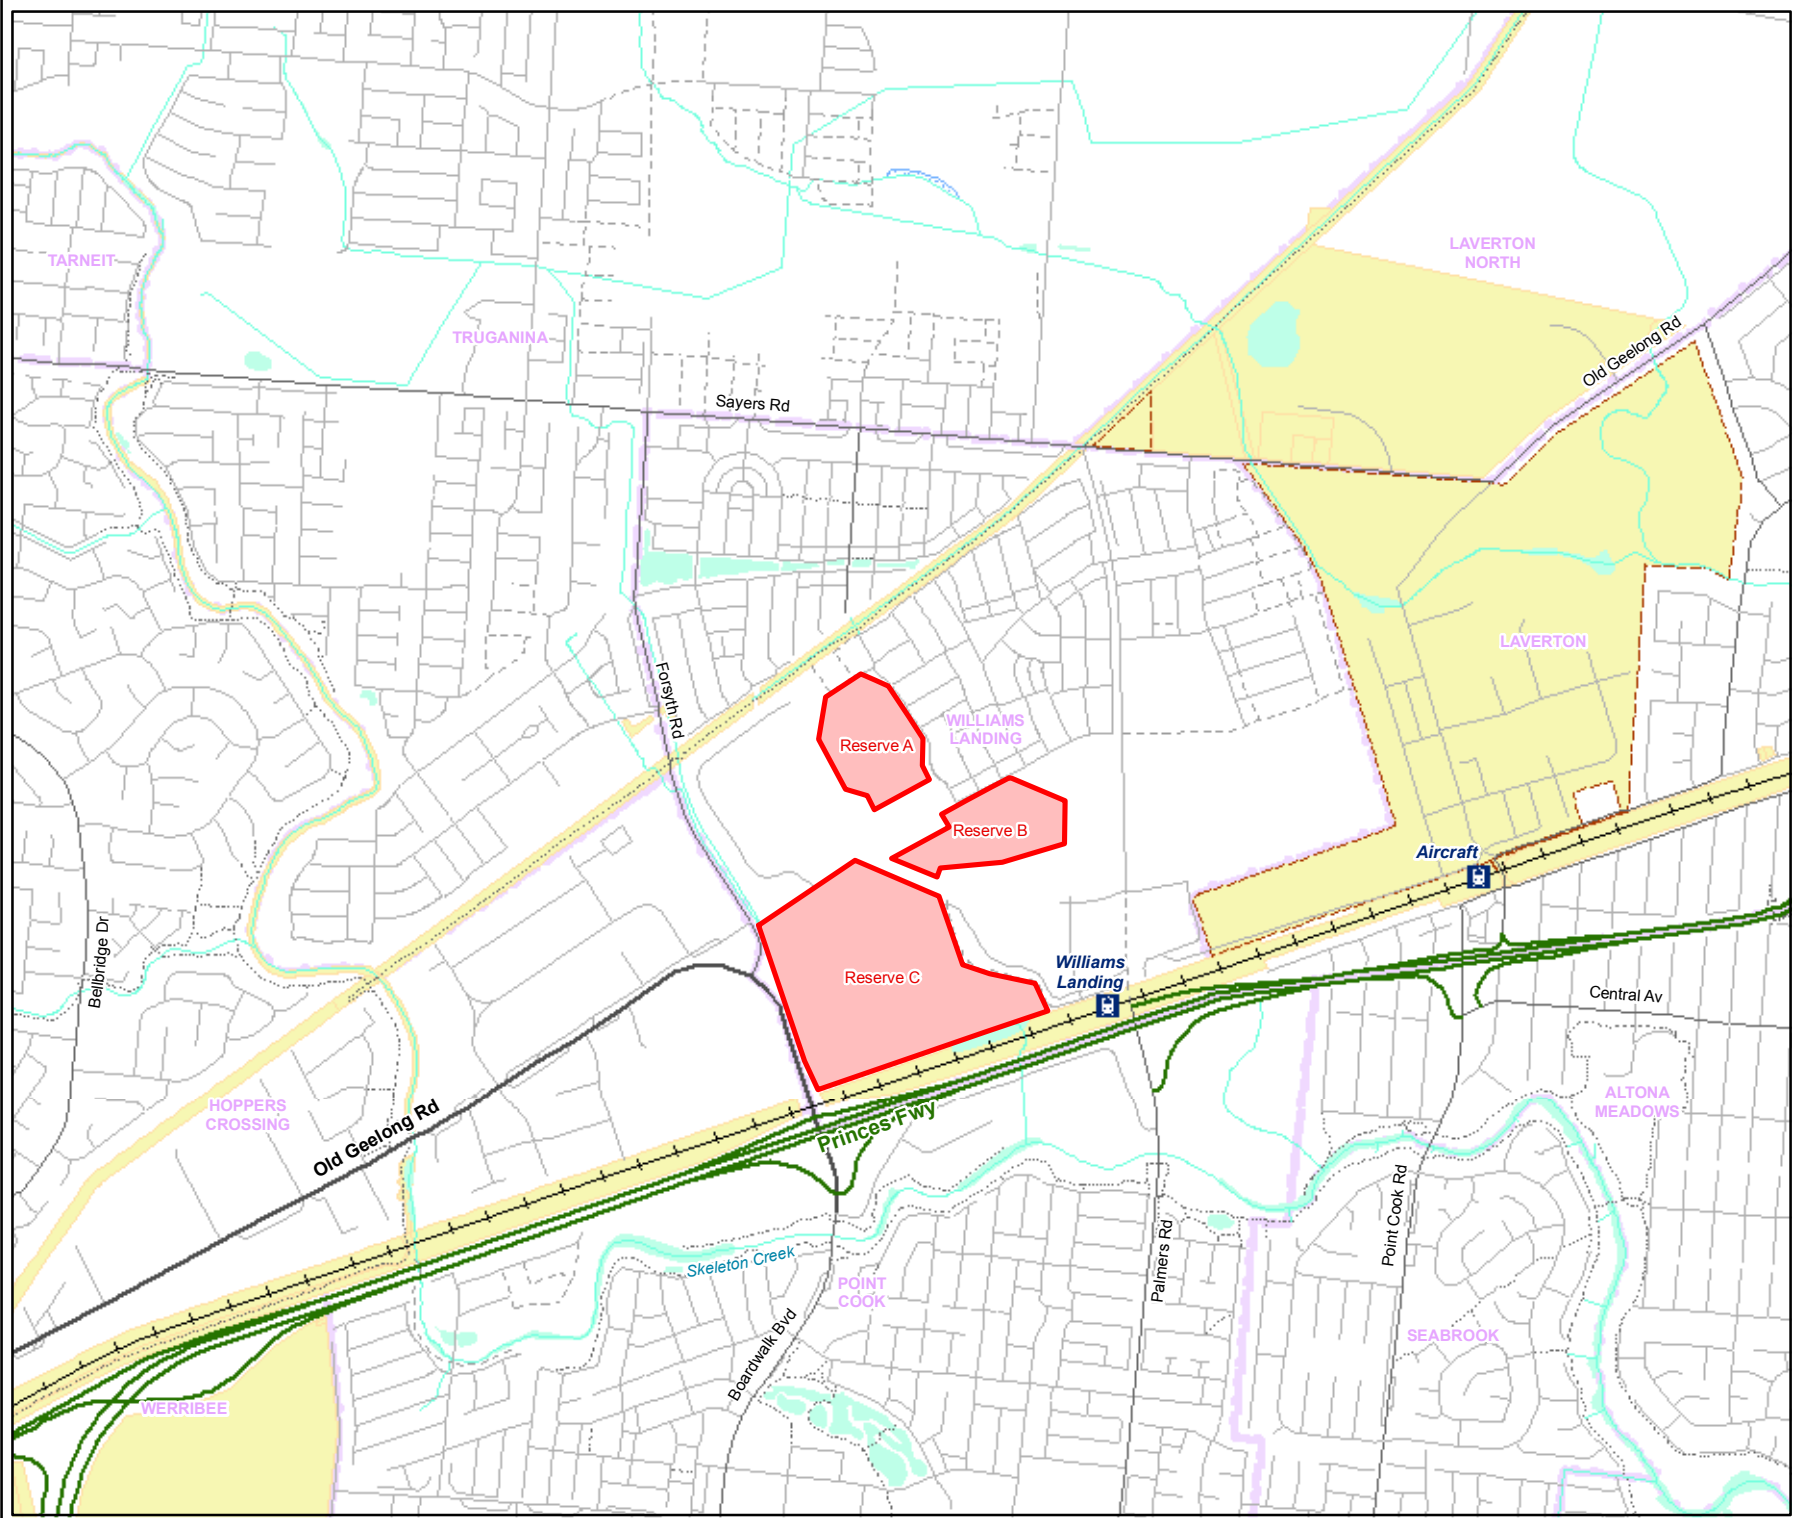 LAVERTON
NORTH
TARNEIT
TRUGANINA
Old Geelong Rd
Sayers Rd
LAVERTON
Forsyth Rd
WILLIAMS
LANDING
Reserve A
Reserve B
Aircraft
Bellbridge Dr
Reserve C
Williams
Landing
Central Av
HOPPERS
CROSSING
Old Geelong Rd
Princes Fwy
ALTONA
MEADOWS
Point Cook Rd
Palmers Rd
Skeleton Creek
POINT
COOK
Boardwalk Bvd
SEABROOK
WERRIBEE